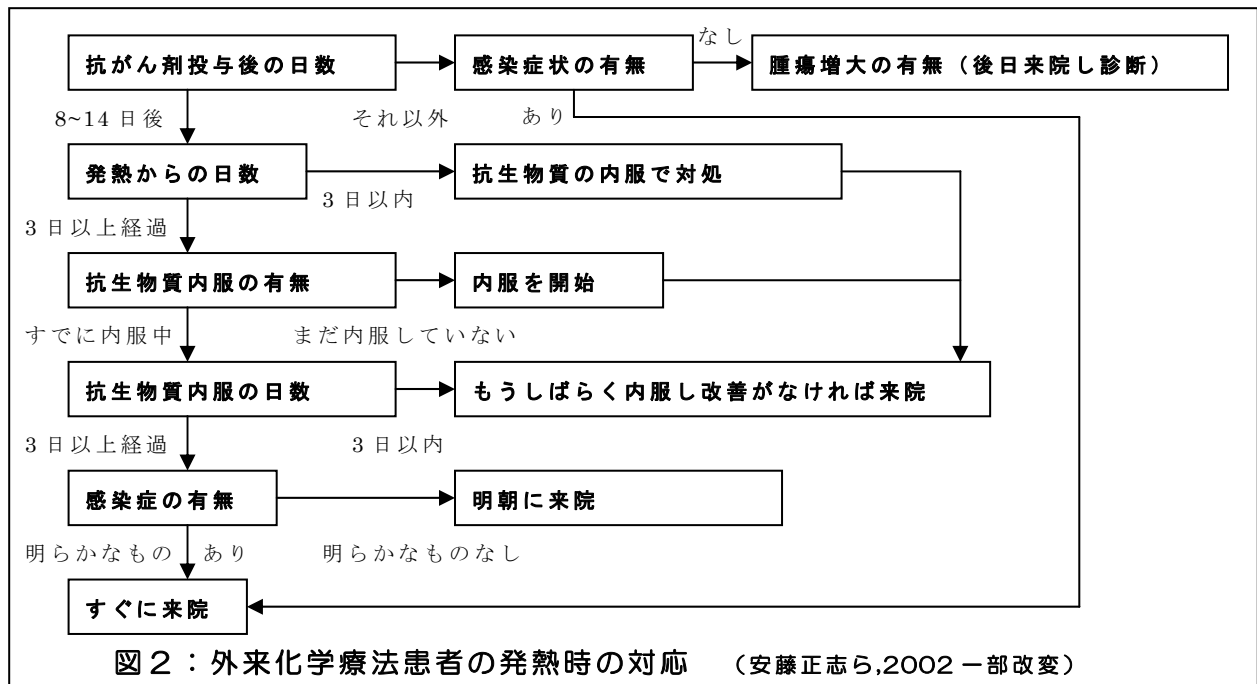 なし
抗がん剤投与後の日数 感染症状の有無 腫瘍増大の有無（後日来院し診断）
8~14日後 それ以外 あり
発熱からの日数 抗生物質の内服で対処
3日以内
3日以上経過
抗生物質内服の有無 内服を開始
すでに内服中 まだ内服していない
抗生物質内服の日数 もうしばらく内服し改善がなければ来院
3日以上経過 3日以内
感染症の有無 明朝に来院
明らかなもの あり 明らかなものなし
すぐに来院
図２：外来化学療法患者の発熱時の対応 （安藤正志ら,2002一部改変）